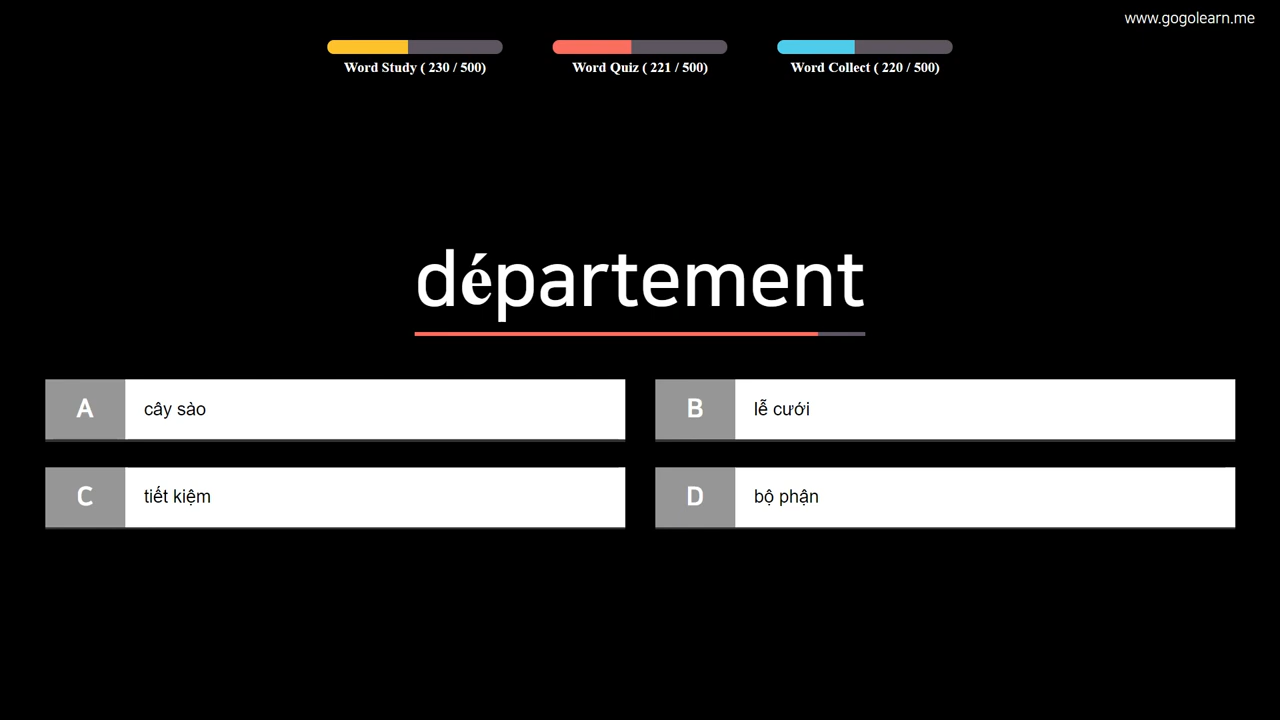 www.gogolearn.me
Word Study ( 230 / 500)
Word Quiz ( 221 / 500)
Word Collect ( 220 / 500)
département
A cây sào
B lễ cưới
C tiết kiệm
D bộ phận